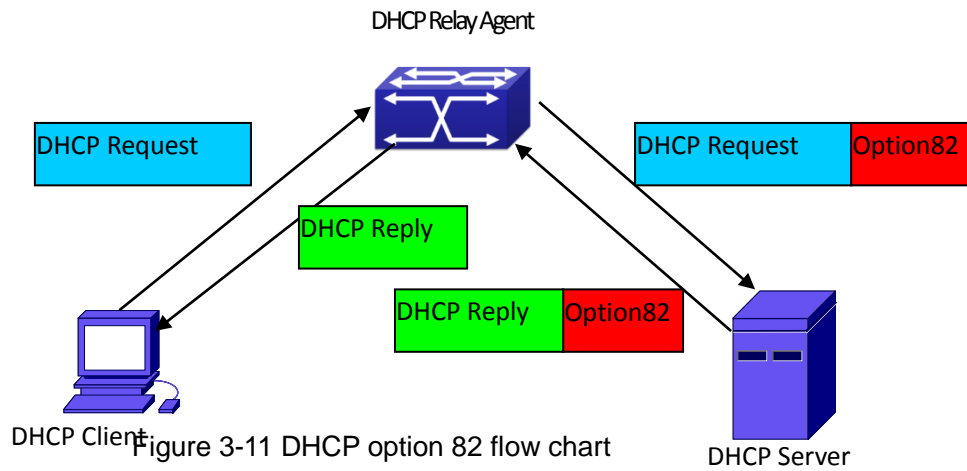 DHCP Relay Agent
DHCP Request
DHCP Request Option82
DHCP Reply
DHCP Reply Option82
DHCP Client
Figure 3-11 DHCP option 82 flow chart
DHCP Server